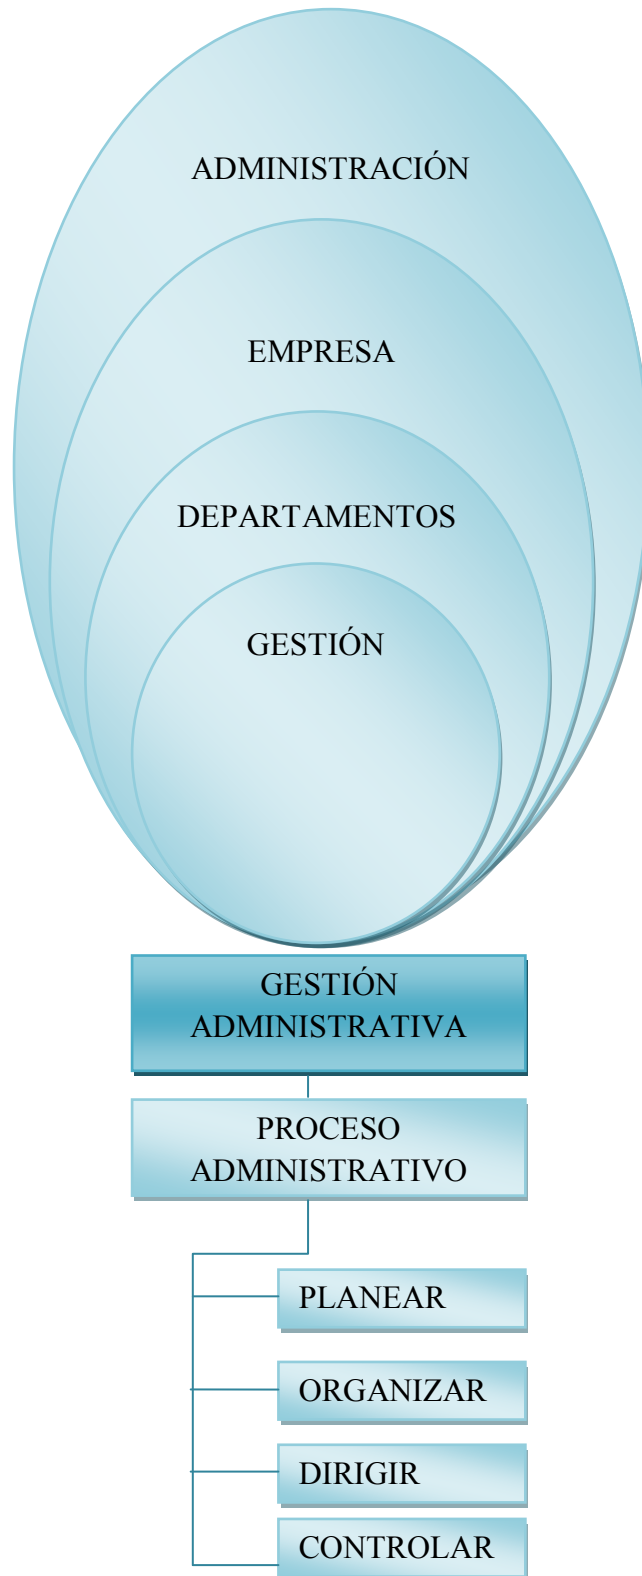 ADMINISTRACIÓN
EMPRESA
DEPARTAMENTOS
GESTIÓN
GESTIÓN
ADMINISTRATIVA
PROCESO
ADMINISTRATIVO
PLANEAR
ORGANIZAR
DIRIGIR
CONTROLAR